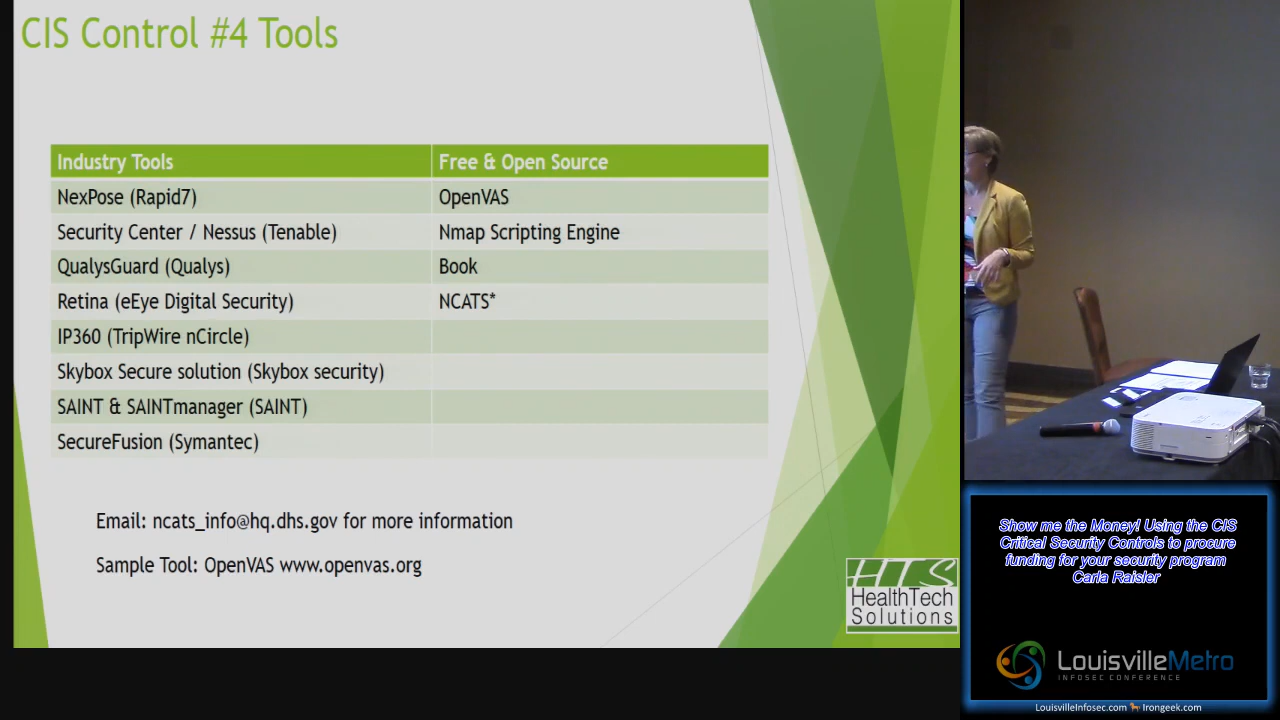 CIS Control #4 Tools
Industry Tools
Free & Open Source
NexPose (Rapid7)
OpenVAS
Security Center / Nessus (Tenable)
Nmap Scripting Engine
QualysGuard (Qualys)
Book
Retina (eEye Digital Security)
NCATS*
IP360 (TripWire nCircle)
Skybox Secure solution (Skybox security)
SAINT & SAINTmanager (SAINT)
SecureFusion (Symantec)
Email: ncats_info@hq.dhs.gov for more information
Sample Tool: OpenVAS www.openvas.org
HTS
HealthTech
Solutions
Show me the Money! Using the CIS
Critical Security Controls to procure
funding for your security program
Carla Raisler
LouisvilleMetro
INFOSEC CONFERENCE
LouisvilleInfosec.com Irongeek.com